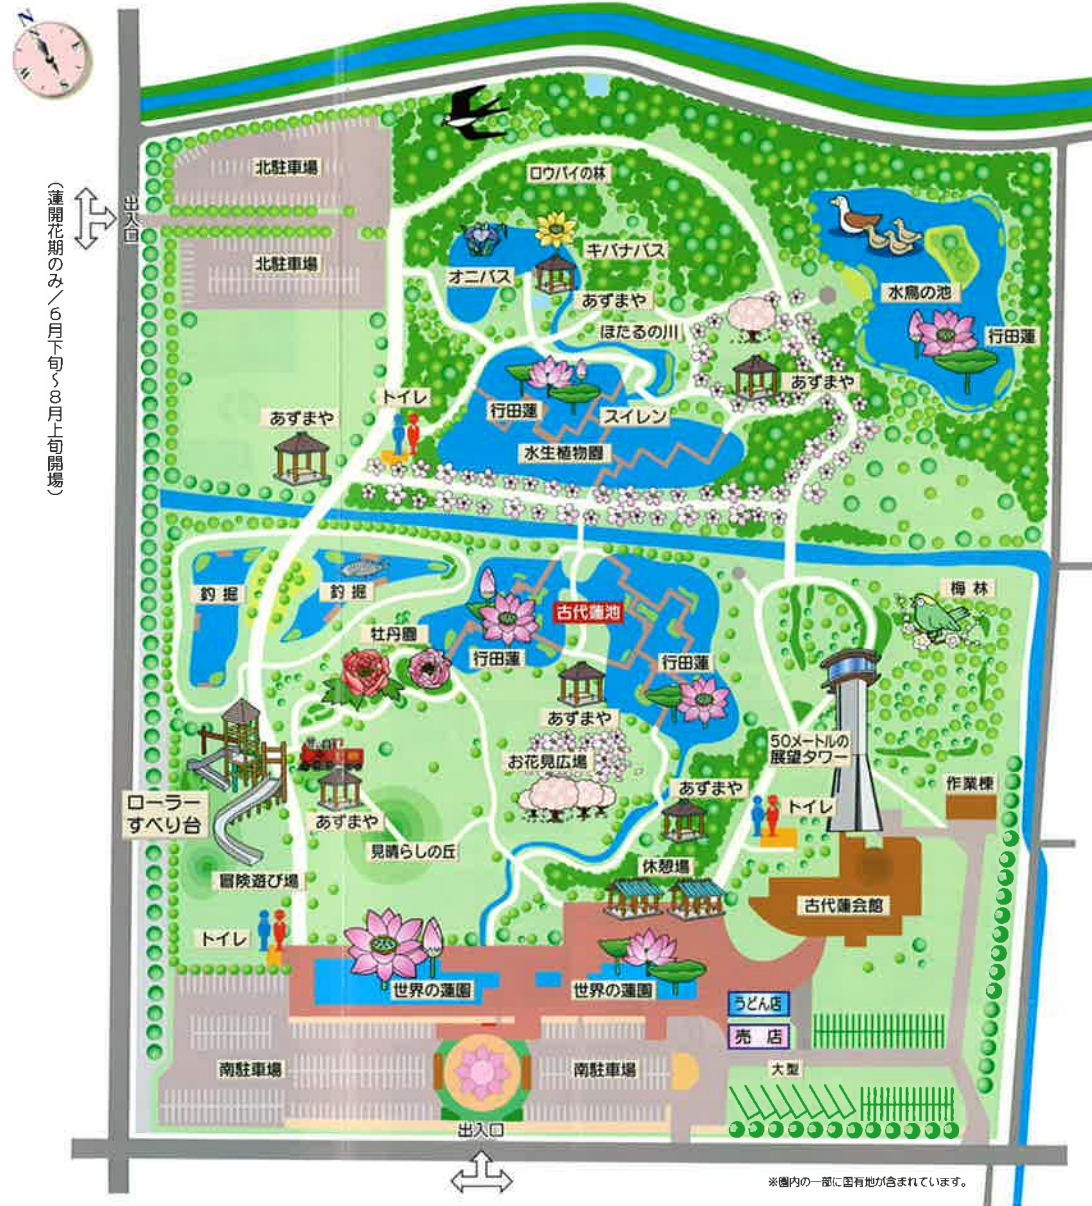 N
E
W
S
北駐車場
出入口
（蓮開花期のみ／6月下旬～8月上旬開場）
北駐車場
ロウバイの林
キバナバス
オニバス
あずまや
ほたるの川
水鳥の池
行田蓮
あずまや
トイレ
行田蓮
スイレン
あずまや
水生植物園
釣 掘
釣 掘
古代蓮池
梅 林
牡丹園
行田蓮
行田蓮
あずまや
50メートルの
展望タワー
お花見広場
あずまや
作業棟
ローラー
すべり台
あずまや
トイレ
見晴らしの丘
休憩場
冒険遊び場
古代蓮会館
トイレ
世界の蓮園
世界の蓮園
うどん店
売 店
南駐車場
南駐車場
大型
出入口
※園内の一部に国有地が含まれています。